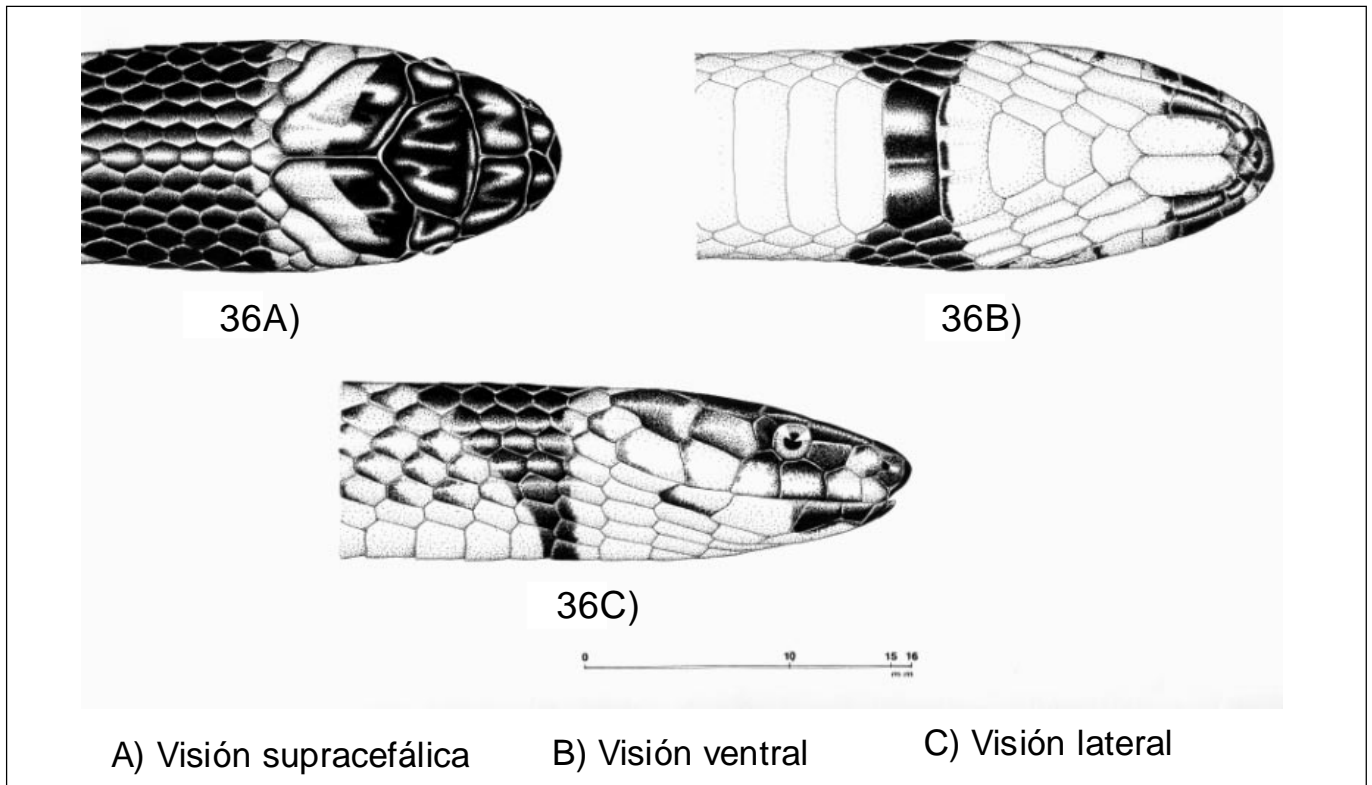 36A)
36B)
36C)
0 10 15 16
mm
A) Visión supracefálica B) Visión ventral C) Visión lateral